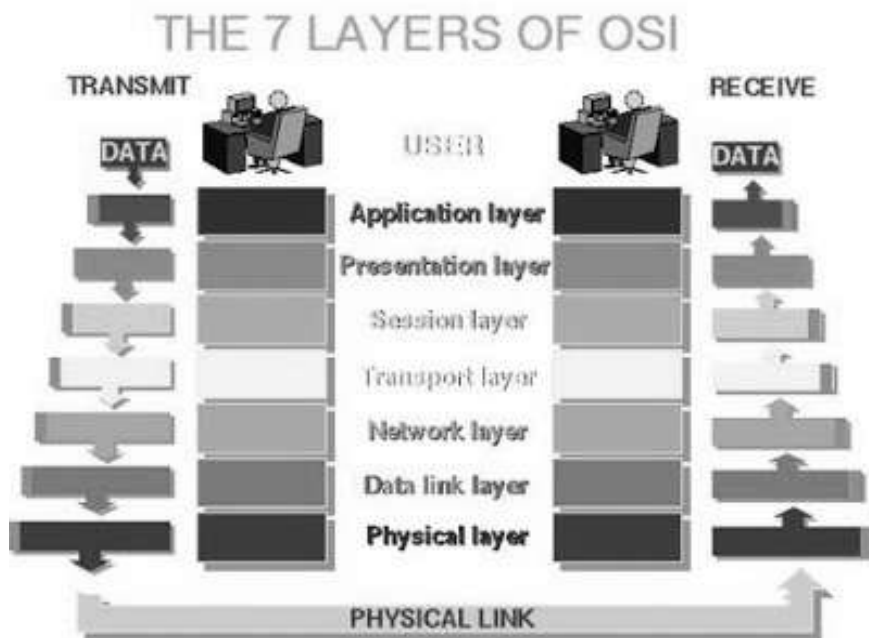 THE 7 LAYERS OF OSI
TRANSMIT
RECEIVE
DATA
USER
DATA
Application layer
Presentation layer
Session layer
Transport layer
Network layer
Data link layer
Physical layer
PHYSICAL LINK